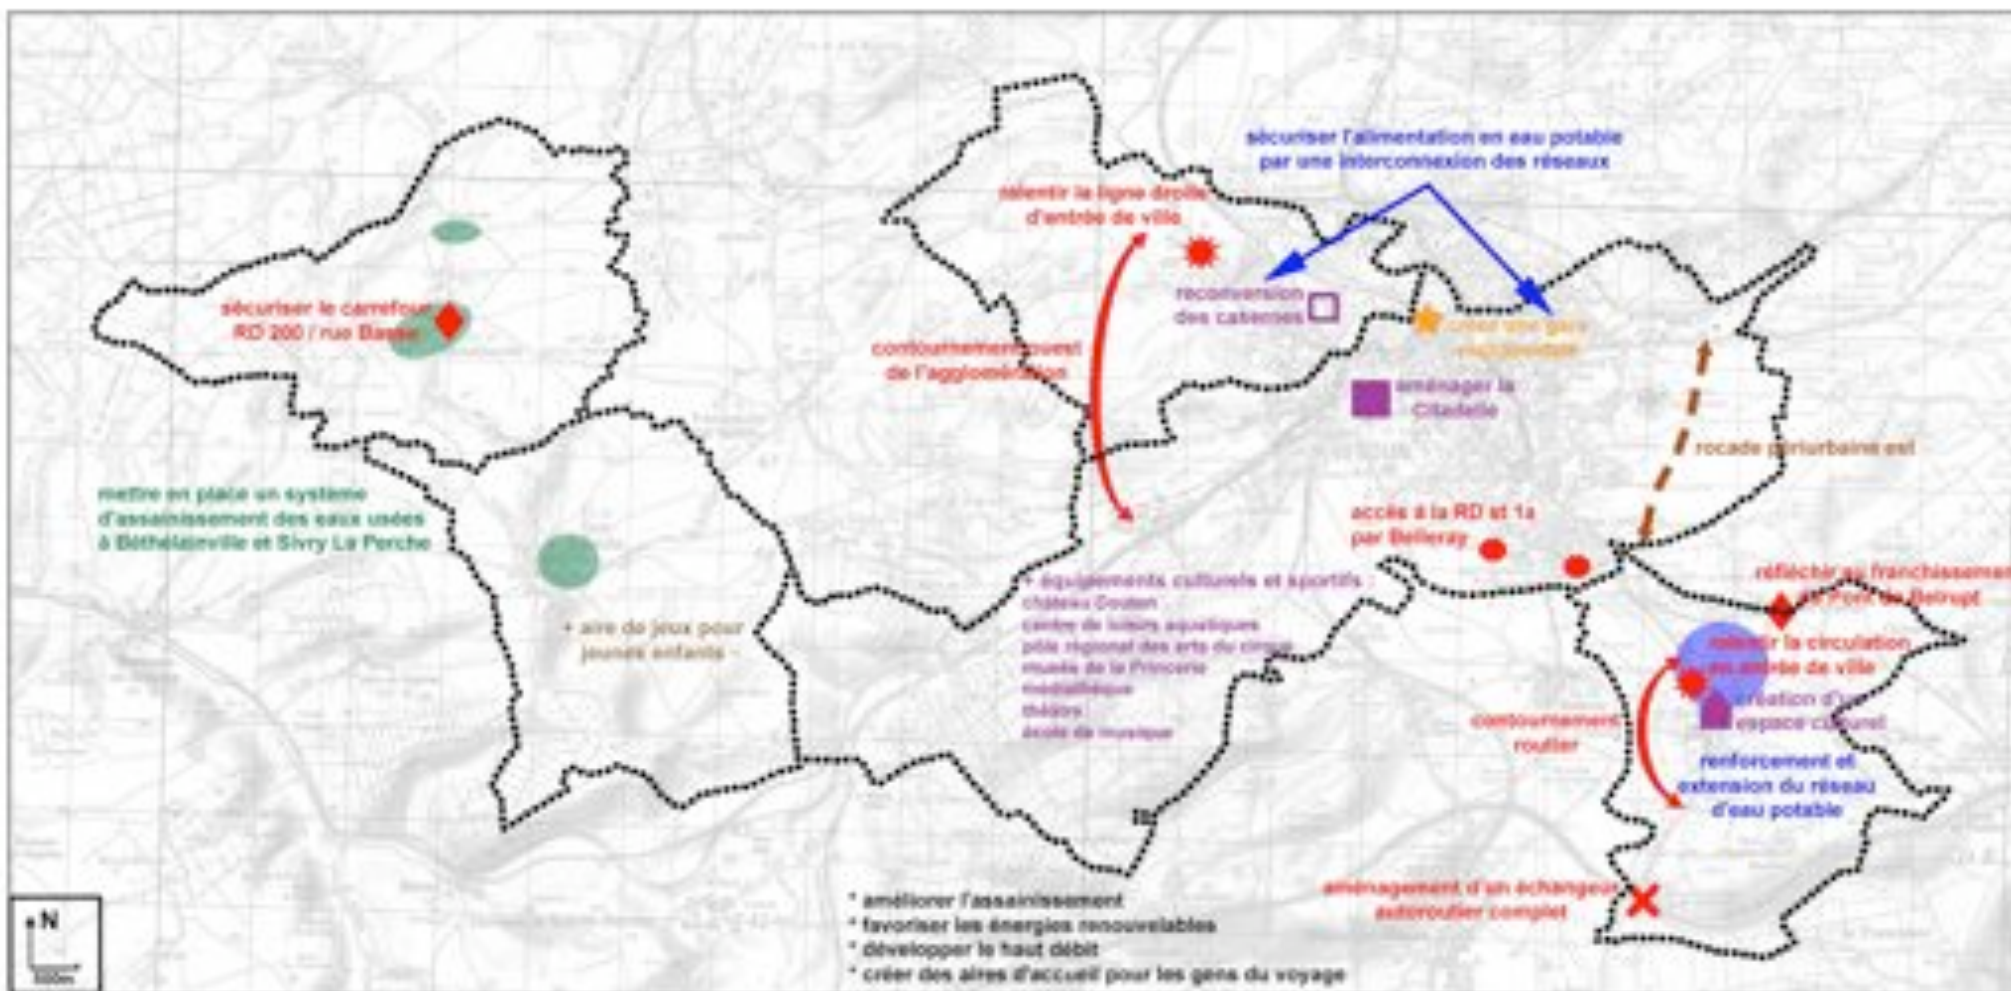 sécuriser l'alimentation en eau potable
par une interconnexion des réseaux
ralentir la ligne droite
d'entrée de ville
sécuriser le carrefour
RD 200 / rue Basse
reconversion
des casernes
créer une gare
contournement ouest
de l'agglomération
aménager la
Citadelle
rocade périurbaine est
mettre en place un système
d'assainissement des eaux usées
à Béthelainville et Sivry La Perche
accès à la RD st 1a
par Belleray
+ équipements culturels et sportifs :
château
centre de loisirs aquatiques
pôle régional des arts du cirque
musée de la Princerie
médiathèque
théâtre
école de musique
+ aire de jeux pour
jeunes enfants -
réfléchir au franchissement
du Pont de Belrupt
ralentir la circulation
en entrée de ville
création d'un
espace culturel
contournement
routier
renforcement et
extension du réseau
d'eau potable
aménagement d'un échangeur
autoroutier complet
* améliorer l'assainissement
* favoriser les énergies renouvelables
* développer le haut débit
* créer des aires d'accueil pour les gens du voyage
N
500m